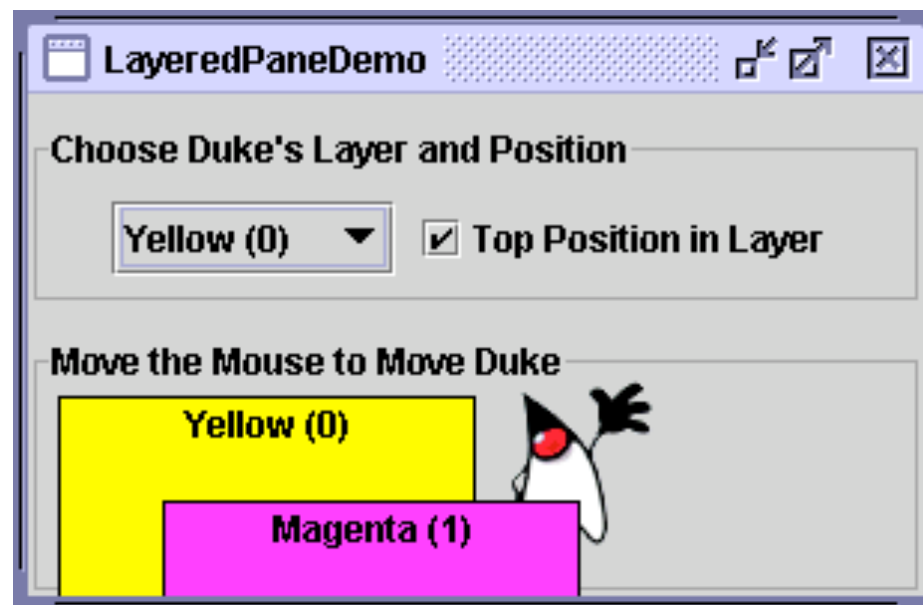 LayeredPaneDemo
Choose Duke's Layer and Position
Yellow (0) Top Position in Layer
Move the Mouse to Move Duke
Yellow (0)
Magenta (1)